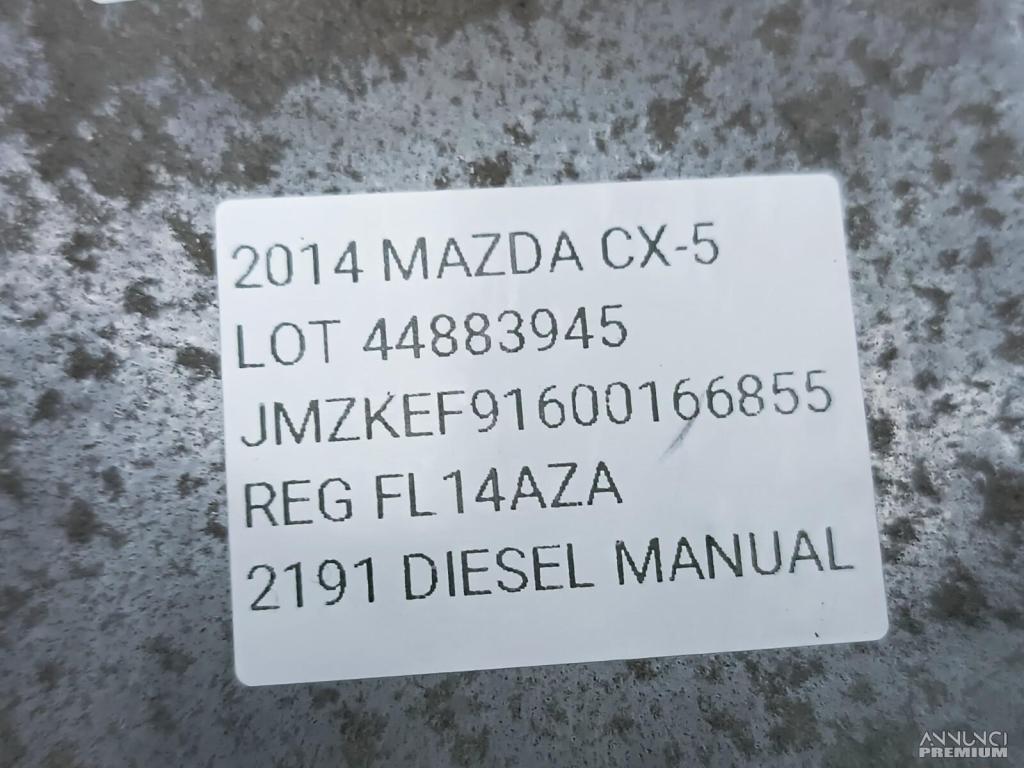 2014 MAZDA CX-5
LOT 44883945
JMZKEF91600166855
REG FL14AZA
2191 DIESEL MANUAL
ANNUNCI
PREMIUM